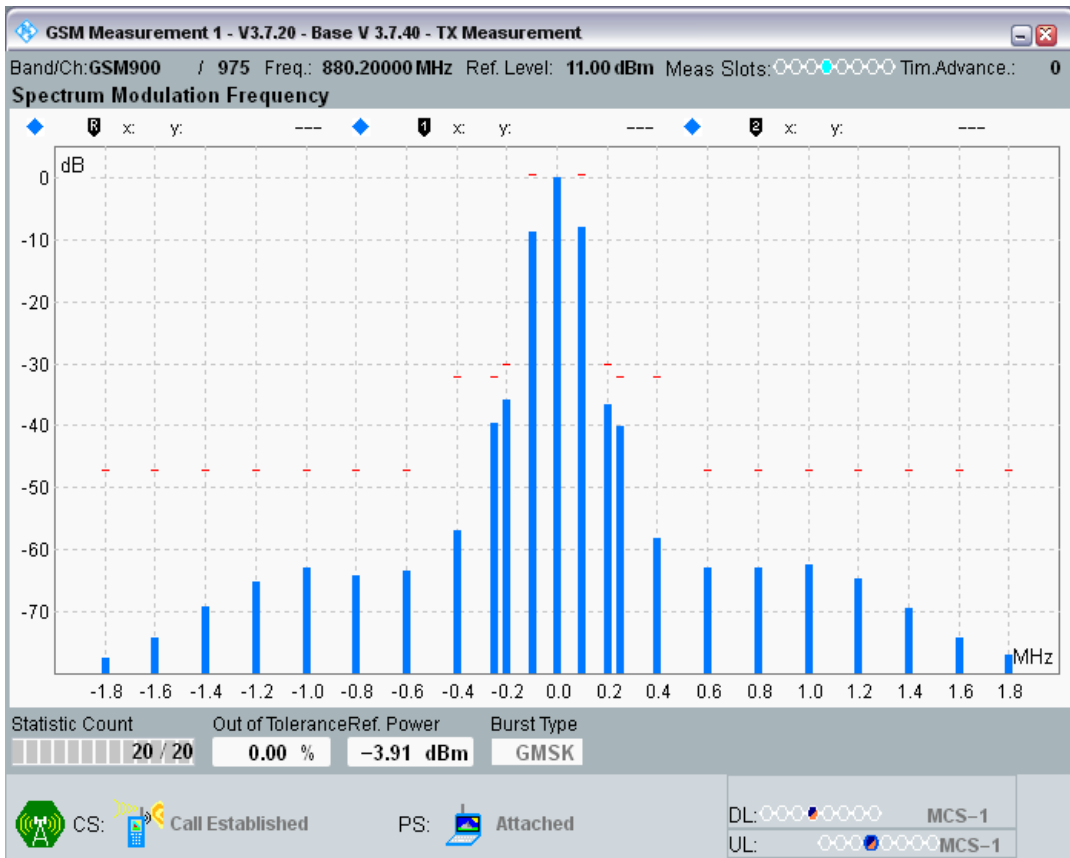 GSM Measurement 1 - V3.7.20 - Base V 3.7.40 - TX Measurement
Band/Ch:GSM900 / 975 Freq.: 880.20000 MHz Ref. Level: 11.00 dBm Meas Slots: Tim.Advance.: 0
Spectrum Modulation Frequency
R x: y: --- 1 x: y: --- 2 x: y: ---
dB
0
-10
-20
-30
-40
-50
-60
-70
MHz
-1.8 -1.6 -1.4 -1.2 -1.0 -0.8 -0.6 -0.4 -0.2 0.0 0.2 0.4 0.6 0.8 1.0 1.2 1.4 1.6 1.8
Statistic Count Out of Tolerance Ref. Power Burst Type
20 / 20 0.00 % −3.91 dBm GMSK
CS: Call Established PS: Attached
DL: MCS−1
UL: MCS−1